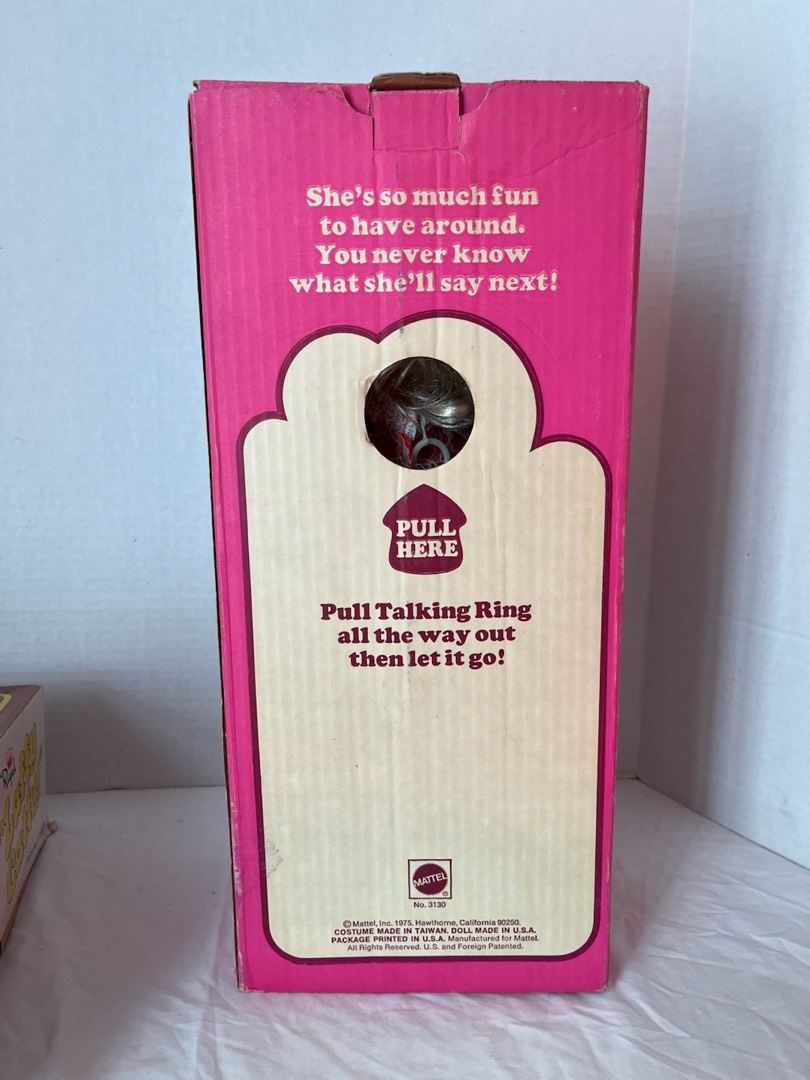 She's so much fun
to have around.
You never know
what she'll say next!
PULL
HERE
Pull Talking Ring
all the way out
then let it go!
MATTEL
®
No. 3130
© Mattel, Inc. 1975. Hawthorne, California 90250.
COSTUME MADE IN TAIWAN. DOLL MADE IN U.S.A.
PACKAGE PRINTED IN U.S.A. Manufactured for Mattel.
All Rights Reserved. U.S. and Foreign Patented.
Royal